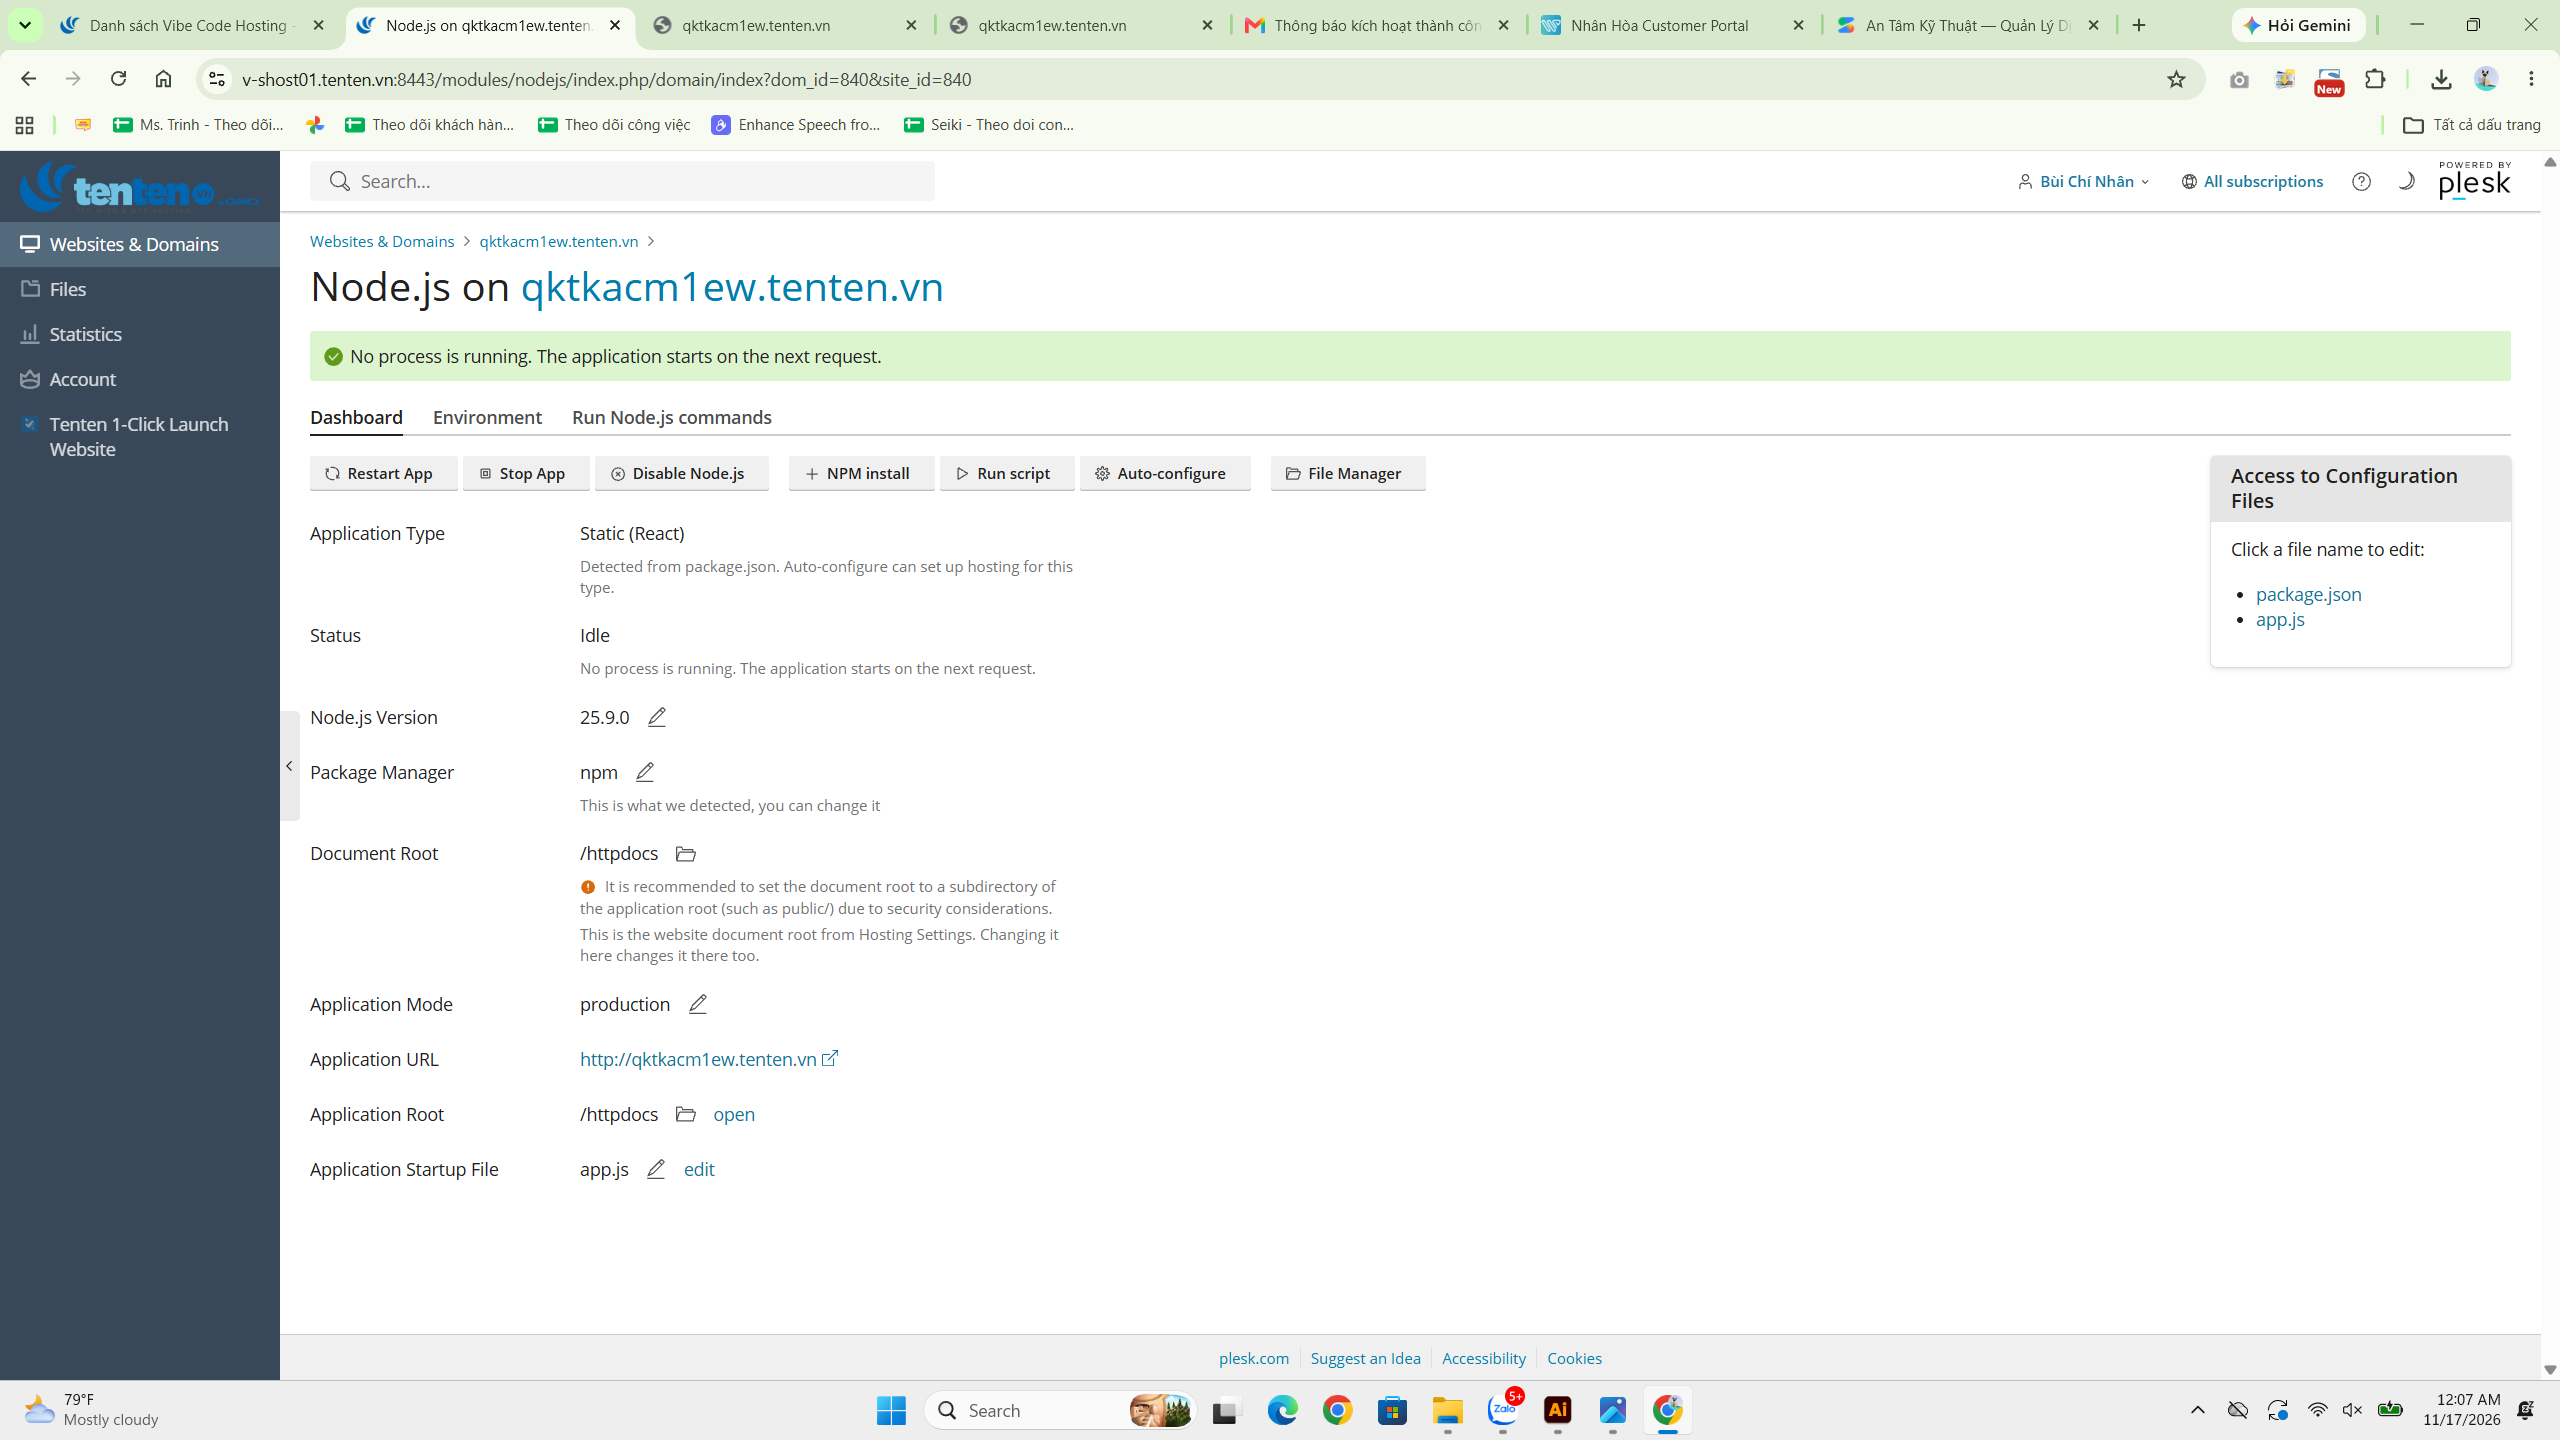 Danh sách Vibe Code Hosting -
Node.js on qktkacm1ew.tenten.
qktkacm1ew.tenten.vn
qktkacm1ew.tenten.vn
Thông báo kích hoạt thành côn
Nhân Hòa Customer Portal
An Tâm Kỹ Thuật — Quản Lý Dị
Hỏi Gemini
v-shost01.tenten.vn:8443/modules/nodejs/index.php/domain/index?dom_id=840&site_id=840
New
Ms. Trinh - Theo dõi...
Theo dõi khách hàn...
Theo dõi công việc
Enhance Speech fro...
Seiki - Theo doi con...
Tất cả dấu trang
tenten.vn
Search...
Bùi Chí Nhân
All subscriptions
POWERED BY
plesk
Websites & Domains
Files
Statistics
Account
Tenten 1-Click Launch
Website
Websites & Domains > qktkacm1ew.tenten.vn >
Node.js on qktkacm1ew.tenten.vn
No process is running. The application starts on the next request.
Dashboard
Environment
Run Node.js commands
Restart App
Stop App
Disable Node.js
NPM install
Run script
Auto-configure
File Manager
Application Type
Static (React)
Detected from package.json. Auto-configure can set up hosting for this
type.
Status
Idle
No process is running. The application starts on the next request.
Node.js Version
25.9.0
Package Manager
npm
This is what we detected, you can change it
Document Root
/httpdocs
It is recommended to set the document root to a subdirectory of
the application root (such as public/) due to security considerations.
This is the website document root from Hosting Settings. Changing it
here changes it there too.
Application Mode
production
Application URL
http://qktkacm1ew.tenten.vn
Application Root
/httpdocs
open
Application Startup File
app.js
edit
Access to Configuration
Files
Click a file name to edit:
package.json
app.js
plesk.com
Suggest an Idea
Accessibility
Cookies
79°F
Mostly cloudy
Search
Zalo
5+
Ai
12:07 AM
11/17/2026